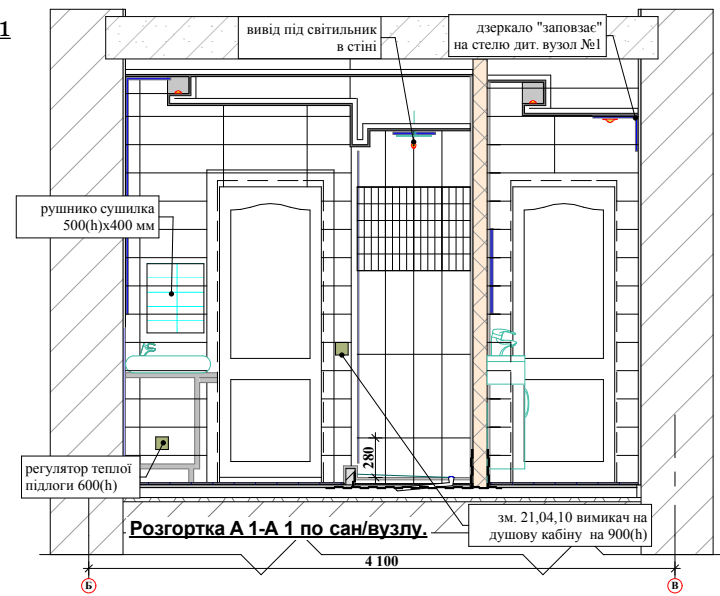 1
вивід під світильник
в стіні
дзеркало "заповзає"
на стелю дит. вузол №1
рушнико сушилка
500(h)x400 мм
280
регулятор теплої
підлоги 600(h)
зм. 21,04,10 вимикач на
душову кабіну на 900(h)
Розгортка А 1-А 1 по сан/вузлу.
4 100
Б
В